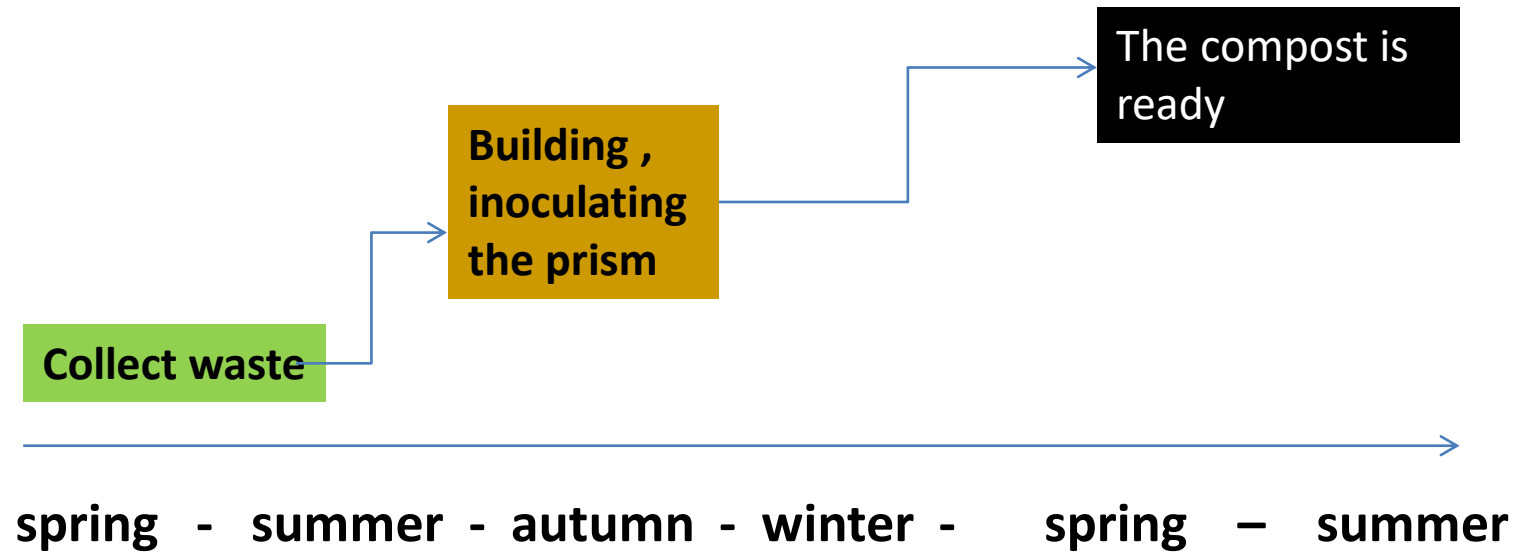 The compost is
ready
Building ,
inoculating
the prism
Collect waste
spring - summer - autumn - winter - spring – summer